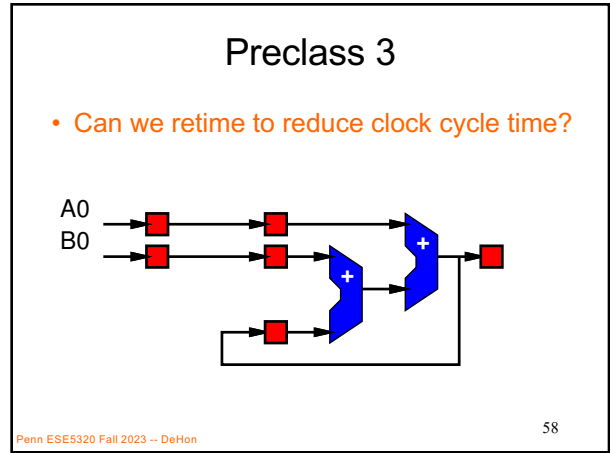 Preclass 3
• Can we retime to reduce clock cycle time?
A0
B0
+
+
Penn ESE5320 Fall 2023 -- DeHon
58